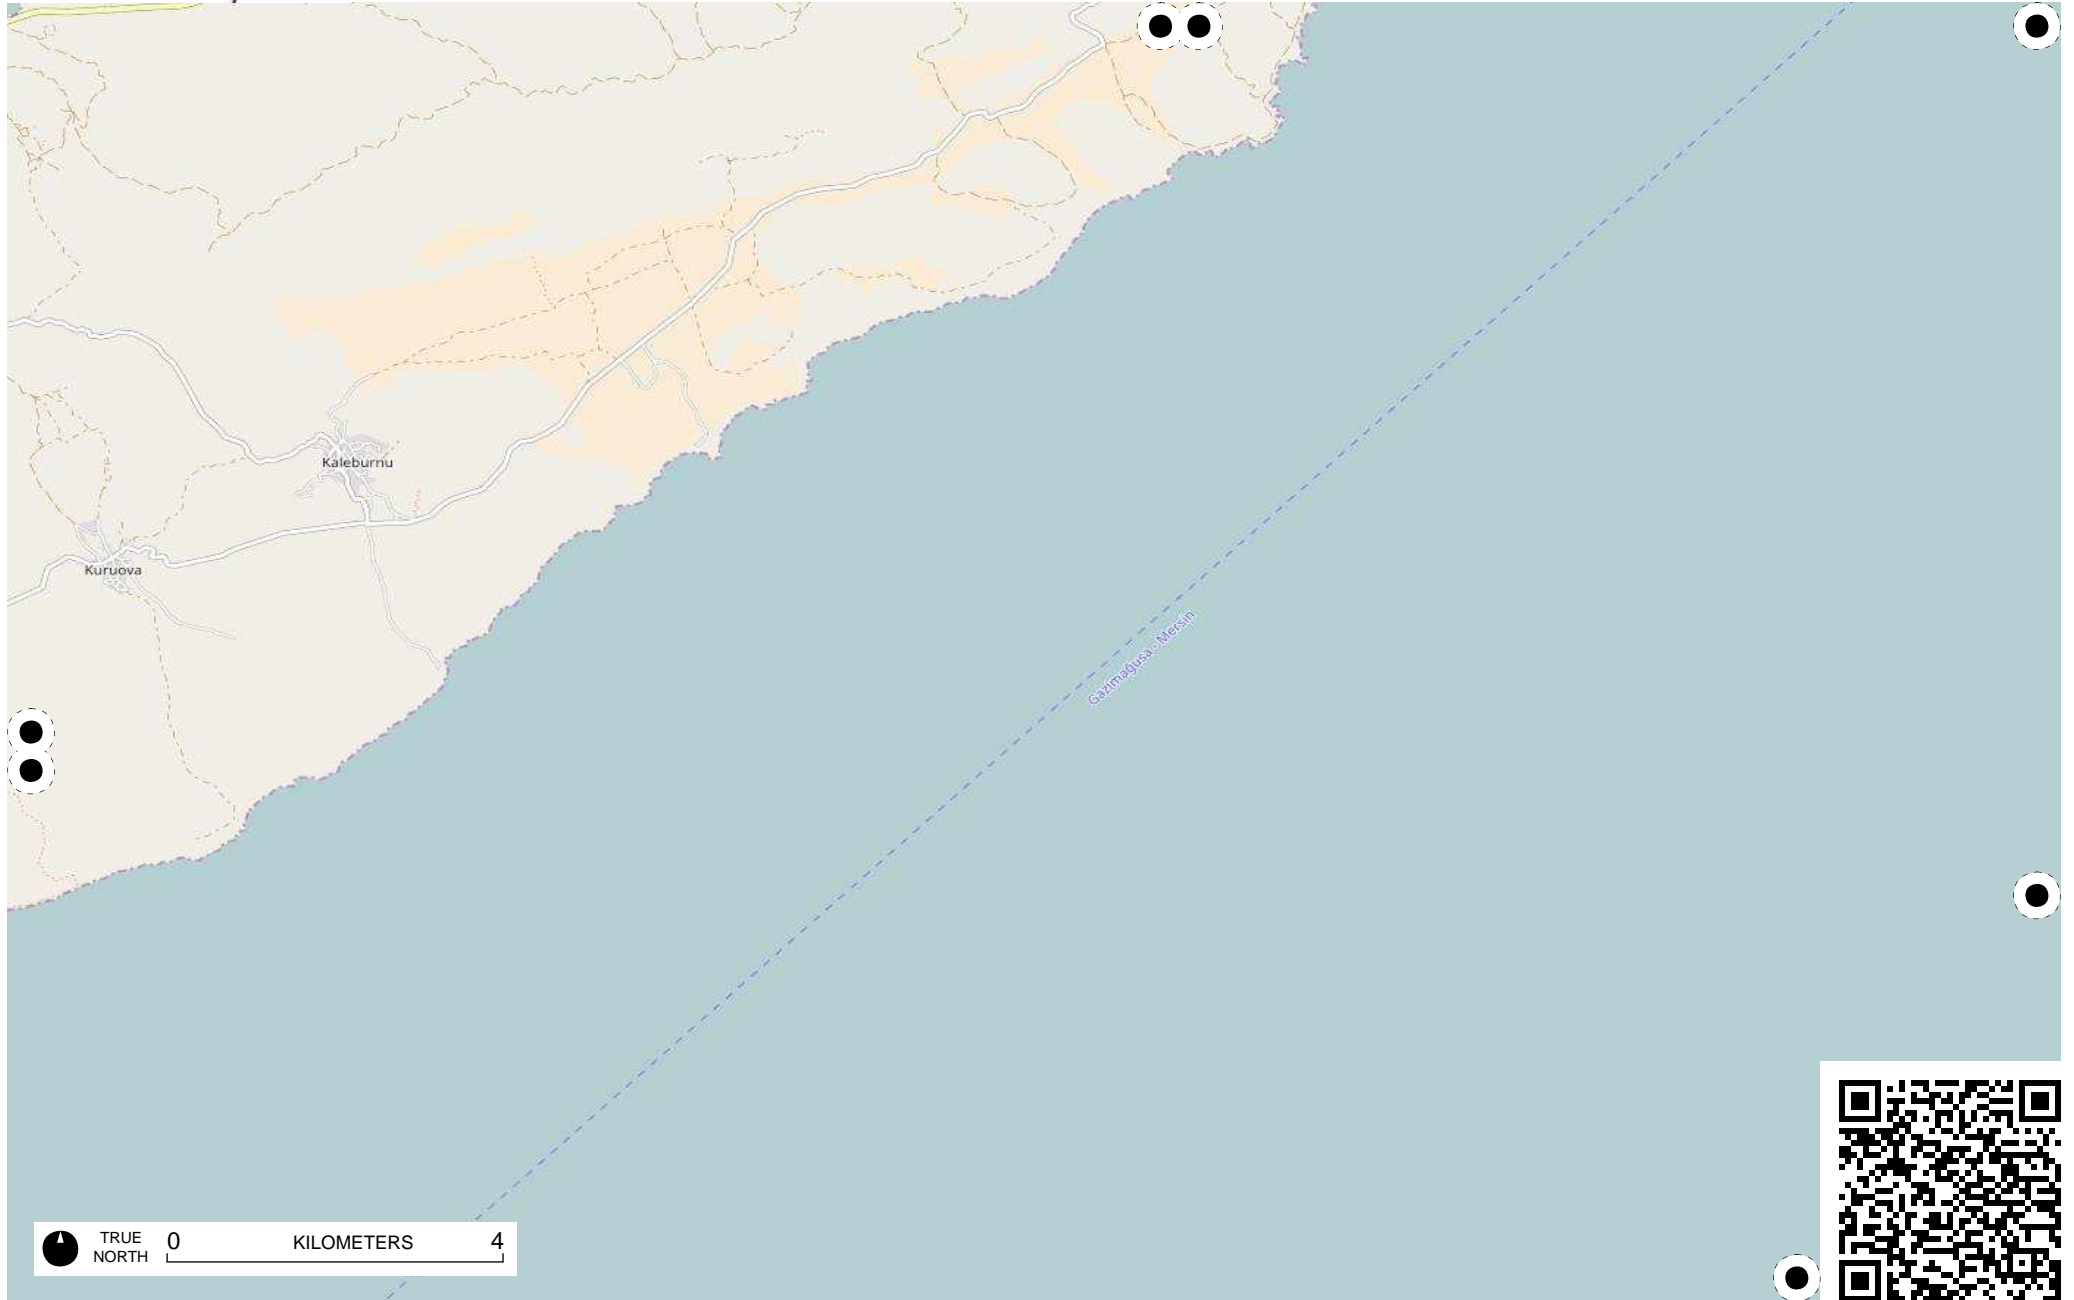 Kaleburnu
Kuruova
Gazimağusa - Mersin
TRUE
NORTH
0 KILOMETERS 4